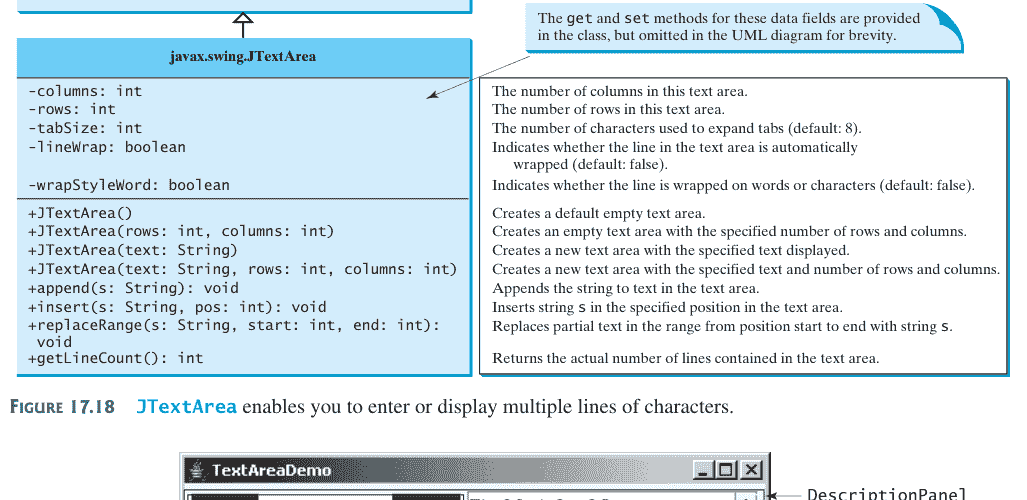 The get and set methods for these data fields are provided
in the class, but omitted in the UML diagram for brevity.
javax.swing.JTextArea
-columns: int
The number of columns in this text area.
-rows: int
The number of rows in this text area.
-tabSize: int
The number of characters used to expand tabs (default: 8).
-lineWrap: boolean
Indicates whether the line in the text area is automatically
wrapped (default: false).
-wrapStyleWord: boolean
Indicates whether the line is wrapped on words or characters (default: false).
+JTextArea()
Creates a default empty text area.
+JTextArea(rows: int, columns: int)
Creates an empty text area with the specified number of rows and columns.
+JTextArea(text: String)
Creates a new text area with the specified text displayed.
+JTextArea(text: String, rows: int, columns: int)
Creates a new text area with the specified text and number of rows and columns.
+append(s: String): void
Appends the string to text in the text area.
+insert(s: String, pos: int): void
Inserts string s in the specified position in the text area.
+replaceRange(s: String, start: int, end: int):
void
Replaces partial text in the range from position start to end with string s.
+getLineCount(): int
Returns the actual number of lines contained in the text area.
FIGURE 17.18 JTextArea enables you to enter or display multiple lines of characters.
TextAreaDemo
DescriptionPanel